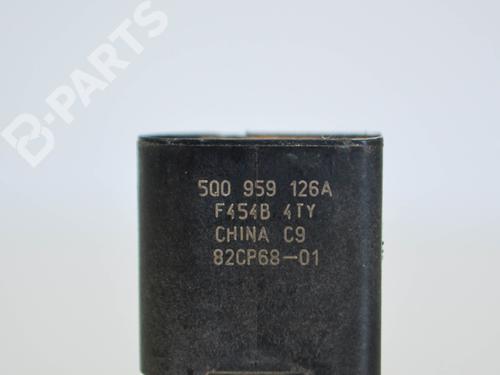 B-PARTS
5Q0 959 126A
F454B 4TY
CHINA C9
82CP68-01